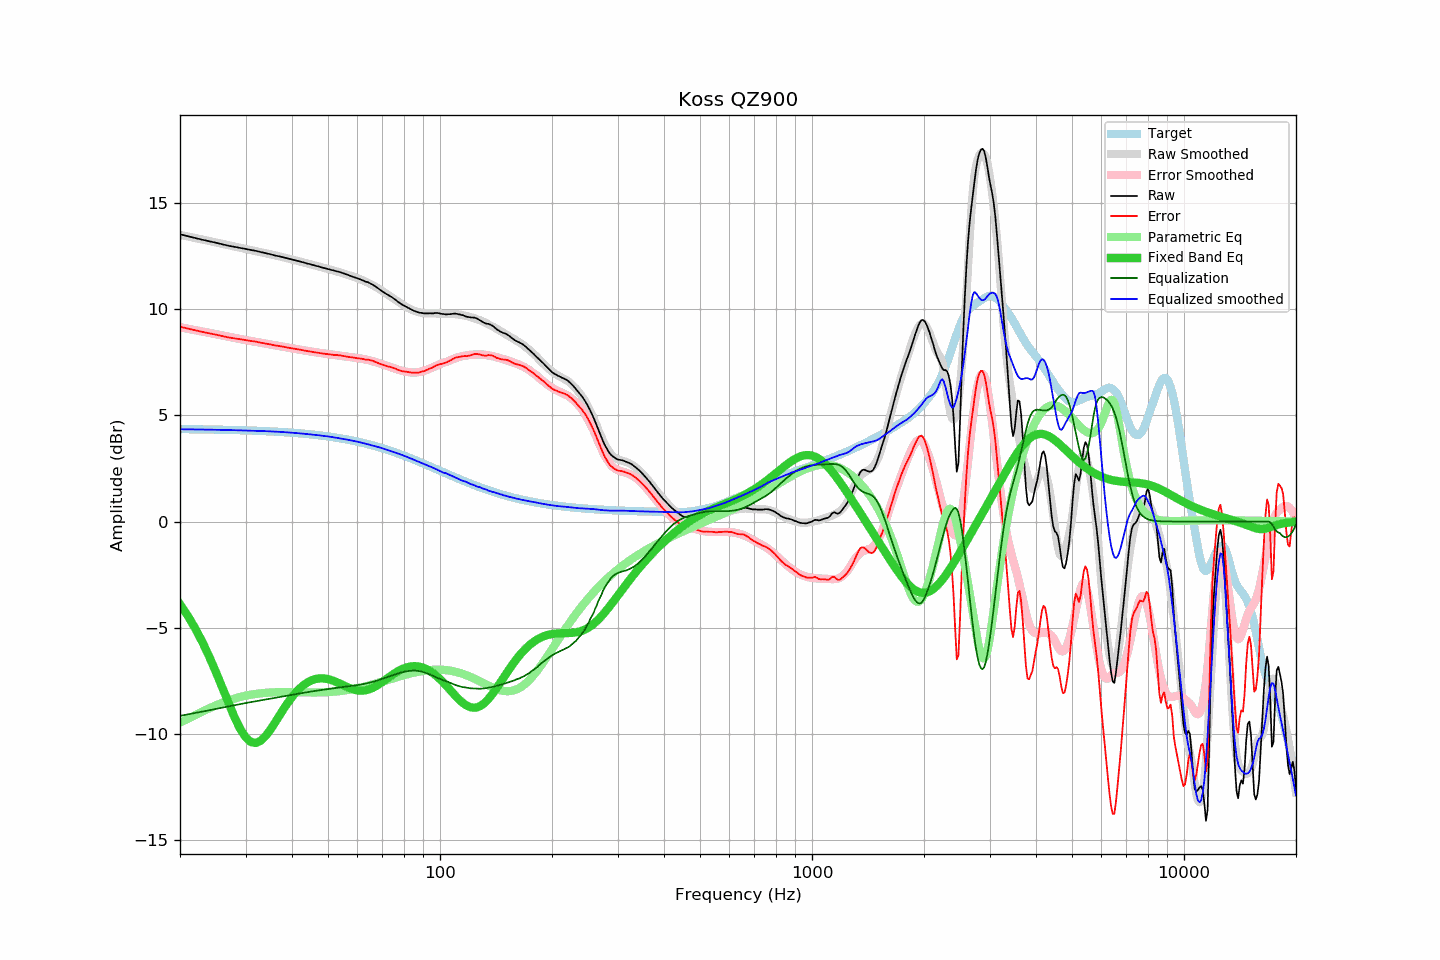 Koss QZ900
Amplitude (dBr)
15
10
5
0
−5
−10
−15
100
1000
10000
Frequency (Hz)
Target
Raw Smoothed
Error Smoothed
Raw
Error
Parametric Eq
Fixed Band Eq
Equalization
Equalized smoothed